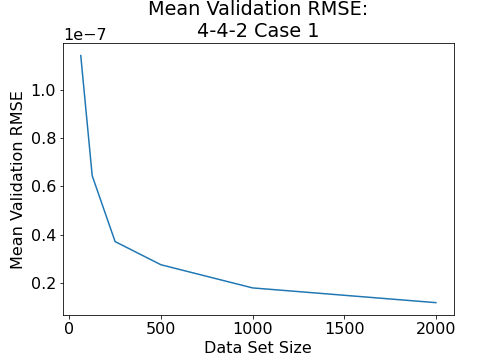 Mean Validation RMSE:
4-4-2 Case 1
1e−7
1.0
0.8
0.6
0.4
0.2
Mean Validation RMSE
0 500 1000 1500 2000
Data Set Size